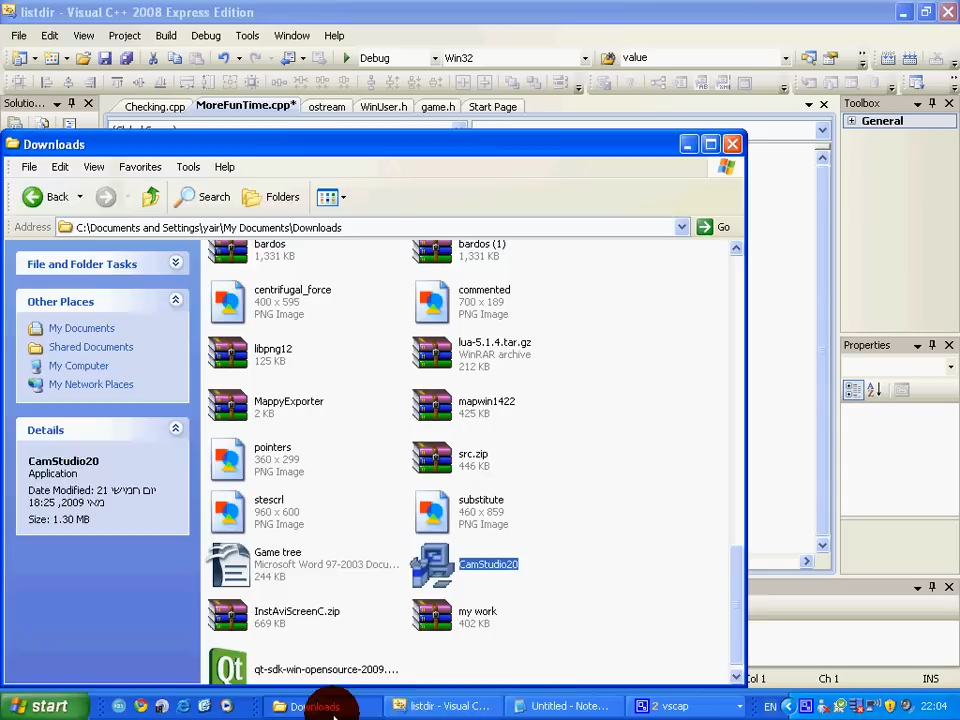 listdir - Visual C++ 2008 Express Edition
File Edit View Project Build Debug Tools Window Help
Debug Win32 value
Solutio...
Checking.cpp MoreFunTime.cpp* ostream WinUser.h game.h Start Page
Toolbox
General
Downloads
File Edit View Favorites Tools Help
Back Search Folders
Address C:\Documents and Settings\yair\My Documents\Downloads Go
File and Folder Tasks
Other Places
My Documents
Shared Documents
My Computer
My Network Places
Details
CamStudio20
Application
Date Modified: יום חמישי 21
מאי 2009, 18:25
Size: 1.30 MB
bardos
1,331 KB
bardos (1)
1,331 KB
centrifugal_force
400 x 595
PNG Image
commented
700 x 189
PNG Image
libpng12
125 KB
lua-5.1.4.tar.gz
WinRAR archive
212 KB
MappyExporter
2 KB
mapwin1422
425 KB
pointers
360 x 299
PNG Image
src.zip
446 KB
stescrl
960 x 600
PNG Image
substitute
460 x 859
PNG Image
Game tree
Microsoft Word 97-2003 Docu...
244 KB
CamStudio20
InstAviScreenC.zip
669 KB
my work
402 KB
Qt
qt-sdk-win-opensource-2009....
Properties
Col 1 Ch 1 INS
start Downloads listdir - Visual C... Untitled - Note... 2 vscap EN 22:04